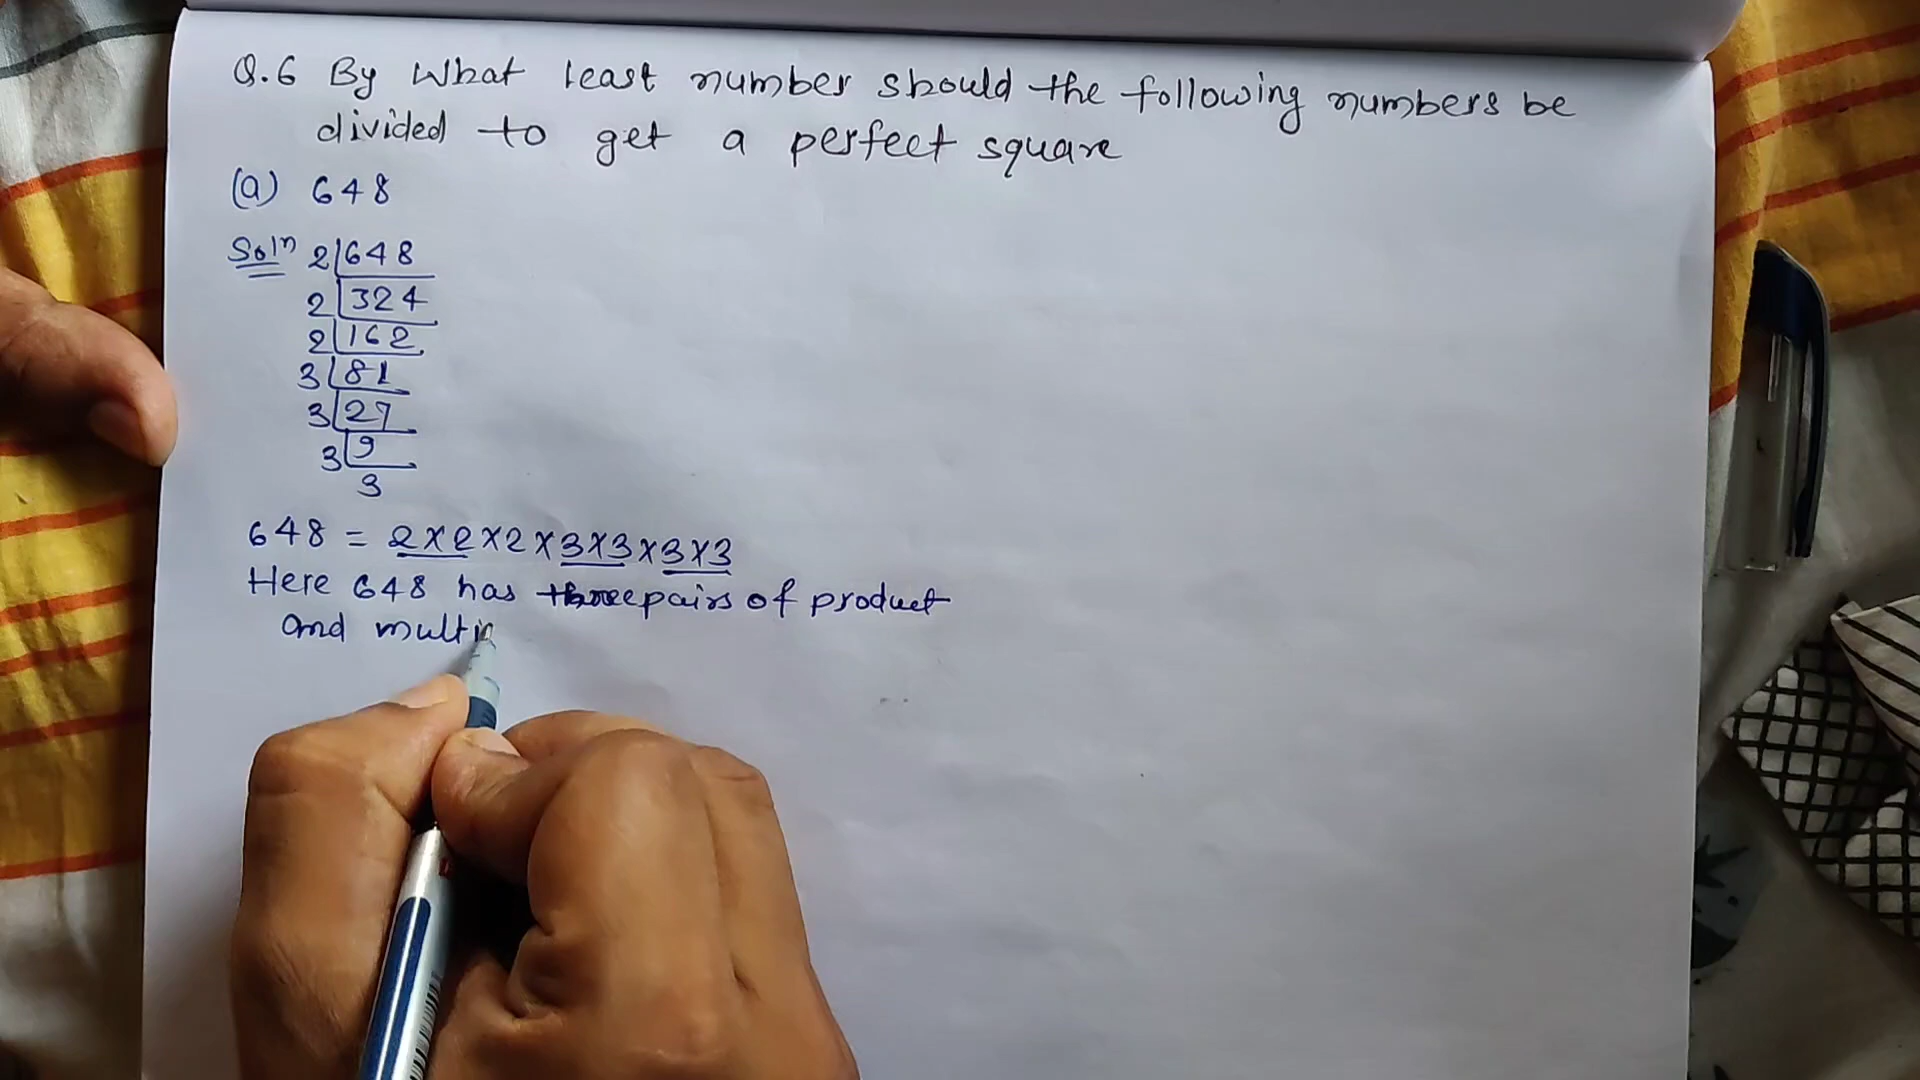 Q.6 By what least number should the following numbers be
divided to get a perfect square
(a) 648
Soln 2|648
2|324
2|162
3|81
3|27
3|9
3
648 = 2×2×2×3×3×3×3
Here 648 has three pairs of product
and multi